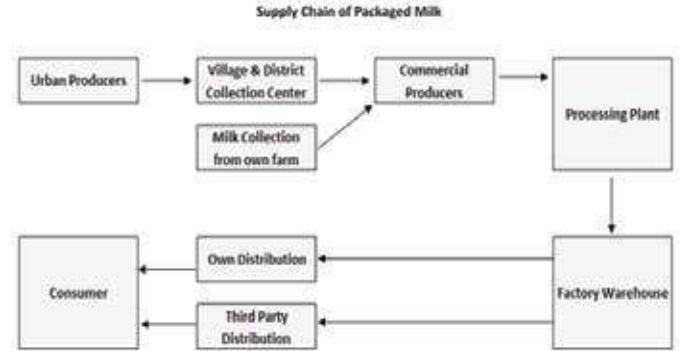 Supply Chain of Packaged Milk
Urban Producers
Village & District
Collection Center
Commercial
Producers
Processing Plant
Milk Collection
from own farm
Consumer
Own Distribution
Third Party
Distribution
Factory Warehouse